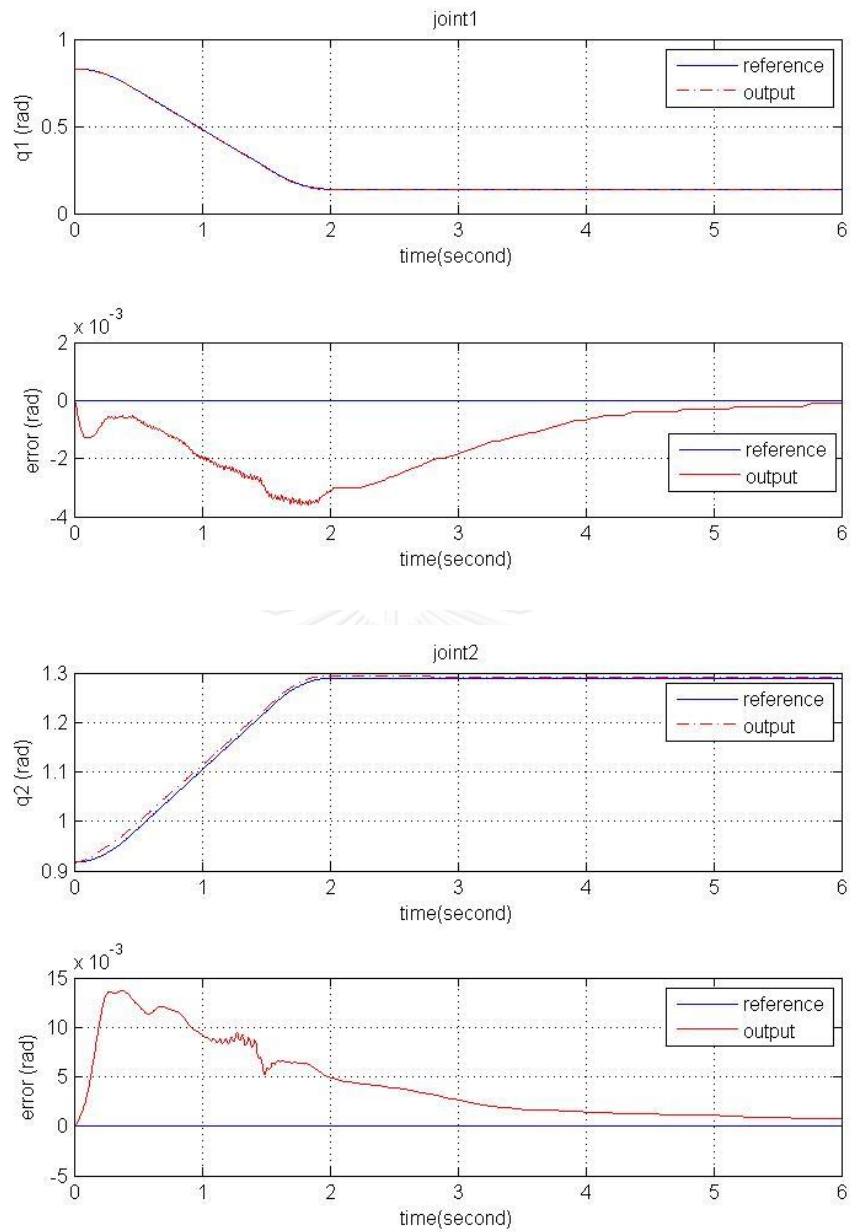 joint1
1
0.5
0
q1 (rad)
reference
output
0 1 2 3 4 5 6
time(second)
x 10^-3
2
0
-2
-4
error (rad)
reference
output
0 1 2 3 4 5 6
time(second)
joint2
1.3
1.2
1.1
1
0.9
q2 (rad)
reference
output
0 1 2 3 4 5 6
time(second)
x 10^-3
15
10
5
0
-5
error (rad)
reference
output
0 1 2 3 4 5 6
time(second)